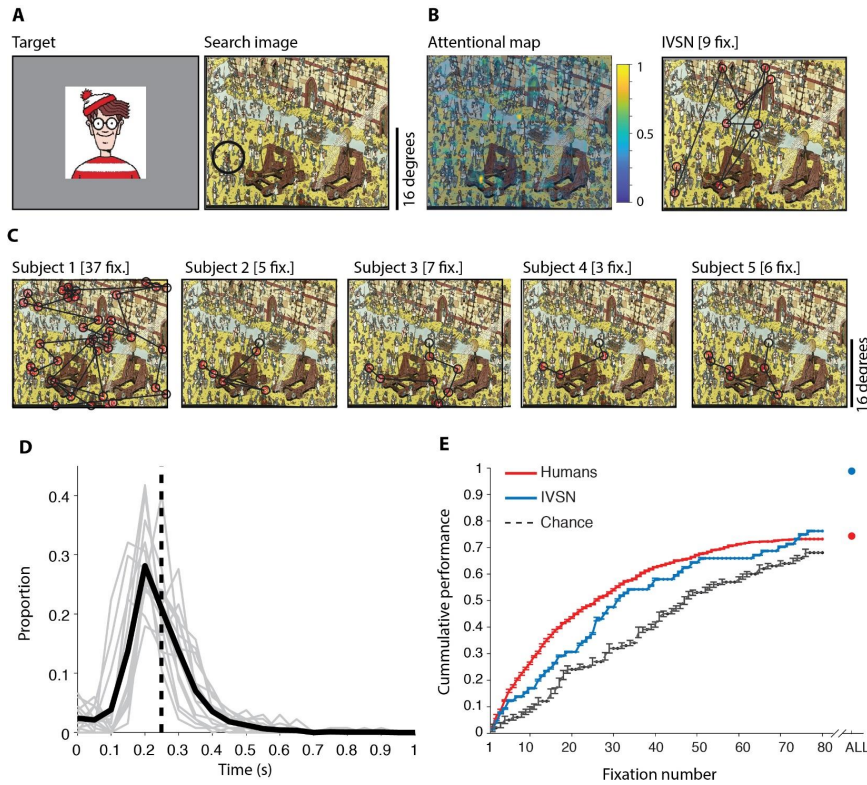 A
B
Target
Search image
Attentional map
IVSN [9 fix.]
1
0.5
0
16 degrees
C
Subject 1 [37 fix.]
Subject 2 [5 fix.]
Subject 3 [7 fix.]
Subject 4 [3 fix.]
Subject 5 [6 fix.]
16 degrees
D
Proportion
0.4
0.3
0.2
0.1
0
0 0.1 0.2 0.3 0.4 0.5 0.6 0.7 0.8 0.9 1
Time (s)
E
Cummulative performance
1
0.9
0.8
0.7
0.6
0.5
0.4
0.3
0.2
0.1
0
Humans
IVSN
Chance
1 10 20 30 40 50 60 70 80 ALL
Fixation number